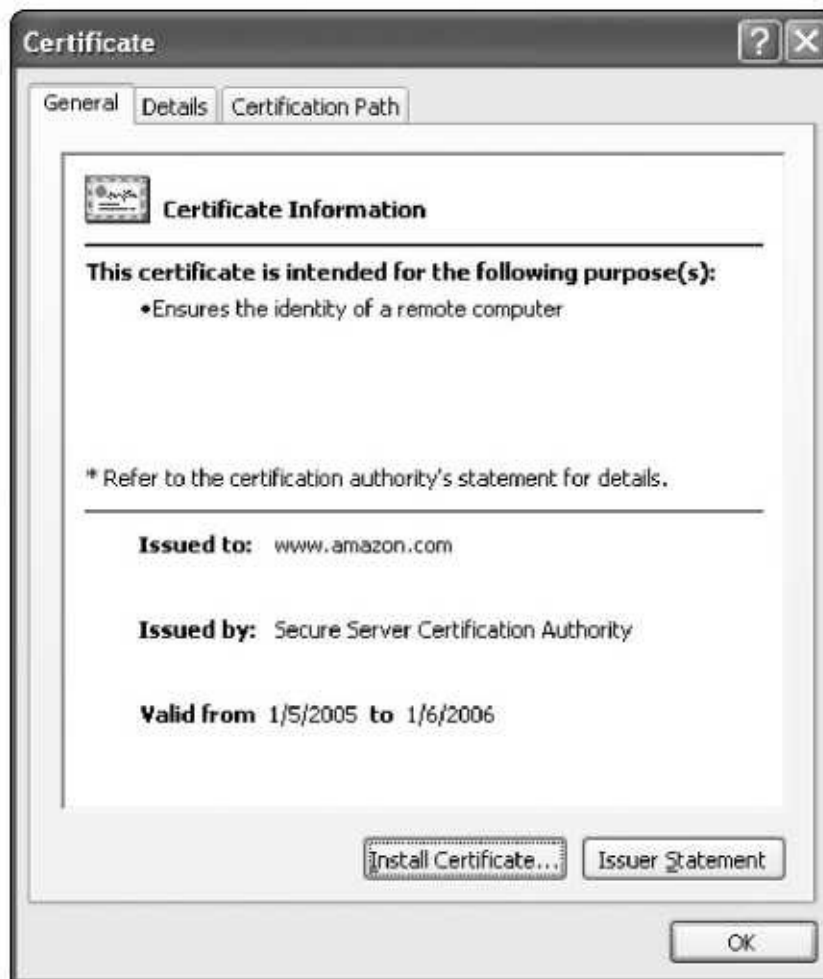 Certificate
General Details Certification Path
Certificate Information
This certificate is intended for the following purpose(s):
•Ensures the identity of a remote computer
* Refer to the certification authority's statement for details.
Issued to: www.amazon.com
Issued by: Secure Server Certification Authority
Valid from 1/5/2005 to 1/6/2006
Install Certificate... Issuer Statement
OK